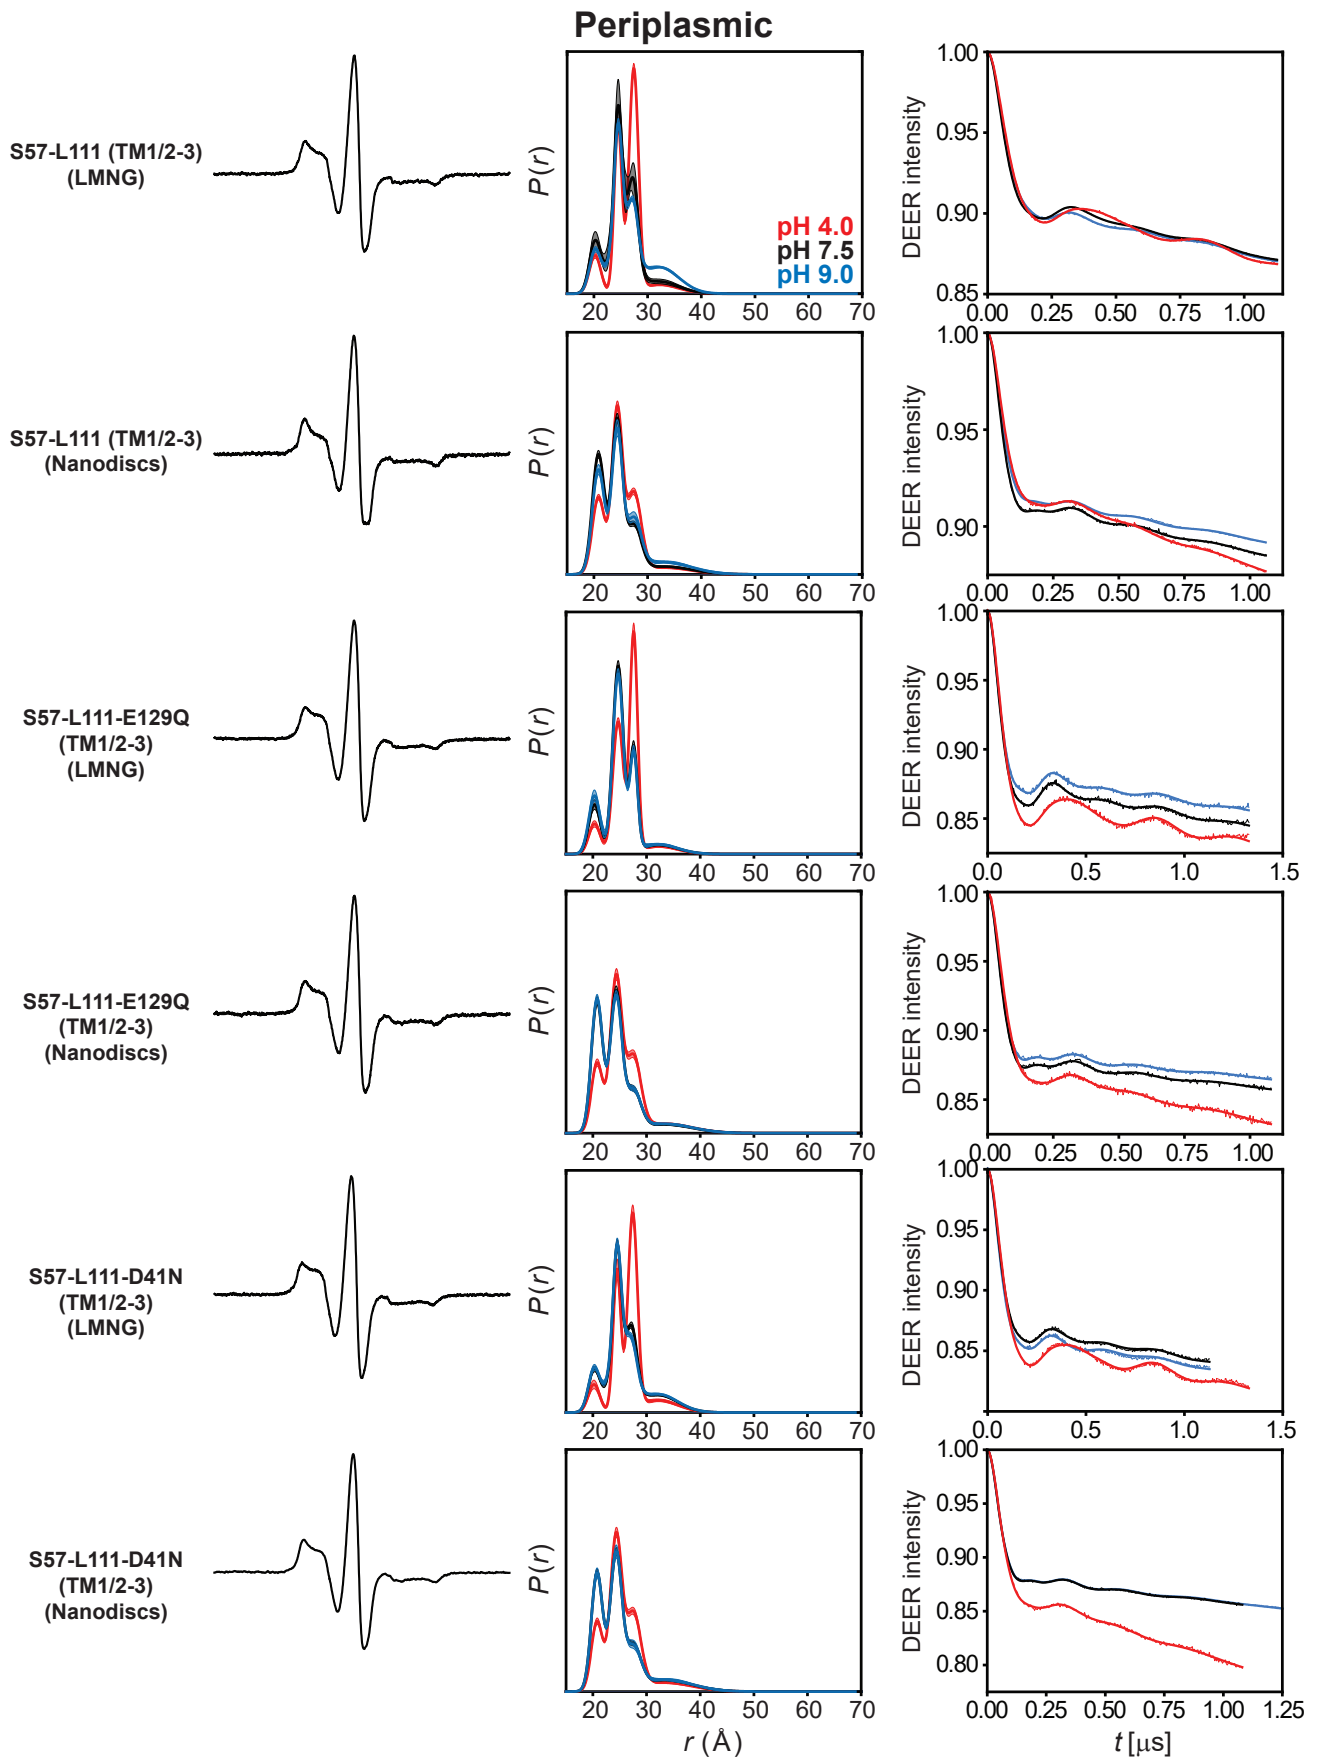 Periplasmic
S57-L111 (TM1/2-3)
(LMNG)
P(r)
pH 4.0
pH 7.5
pH 9.0
20 30 40 50 60 70
DEER intensity
1.00
0.95
0.90
0.85
0.00 0.25 0.50 0.75 1.00
S57-L111 (TM1/2-3)
(Nanodiscs)
P(r)
20 30 40 50 60 70
DEER intensity
1.00
0.95
0.90
0.00 0.25 0.50 0.75 1.00
S57-L111-E129Q
(TM1/2-3)
(LMNG)
P(r)
20 30 40 50 60 70
DEER intensity
1.00
0.95
0.90
0.85
0.0 0.5 1.0 1.5
S57-L111-E129Q
(TM1/2-3)
(Nanodiscs)
P(r)
20 30 40 50 60 70
DEER intensity
1.00
0.95
0.90
0.85
0.00 0.25 0.50 0.75 1.00
S57-L111-D41N
(TM1/2-3)
(LMNG)
P(r)
20 30 40 50 60 70
DEER intensity
1.00
0.95
0.90
0.85
0.0 0.5 1.0 1.5
S57-L111-D41N
(TM1/2-3)
(Nanodiscs)
P(r)
20 30 40 50 60 70
r (Å)
DEER intensity
1.00
0.95
0.90
0.85
0.80
0.00 0.25 0.50 0.75 1.00 1.25
t [μs]